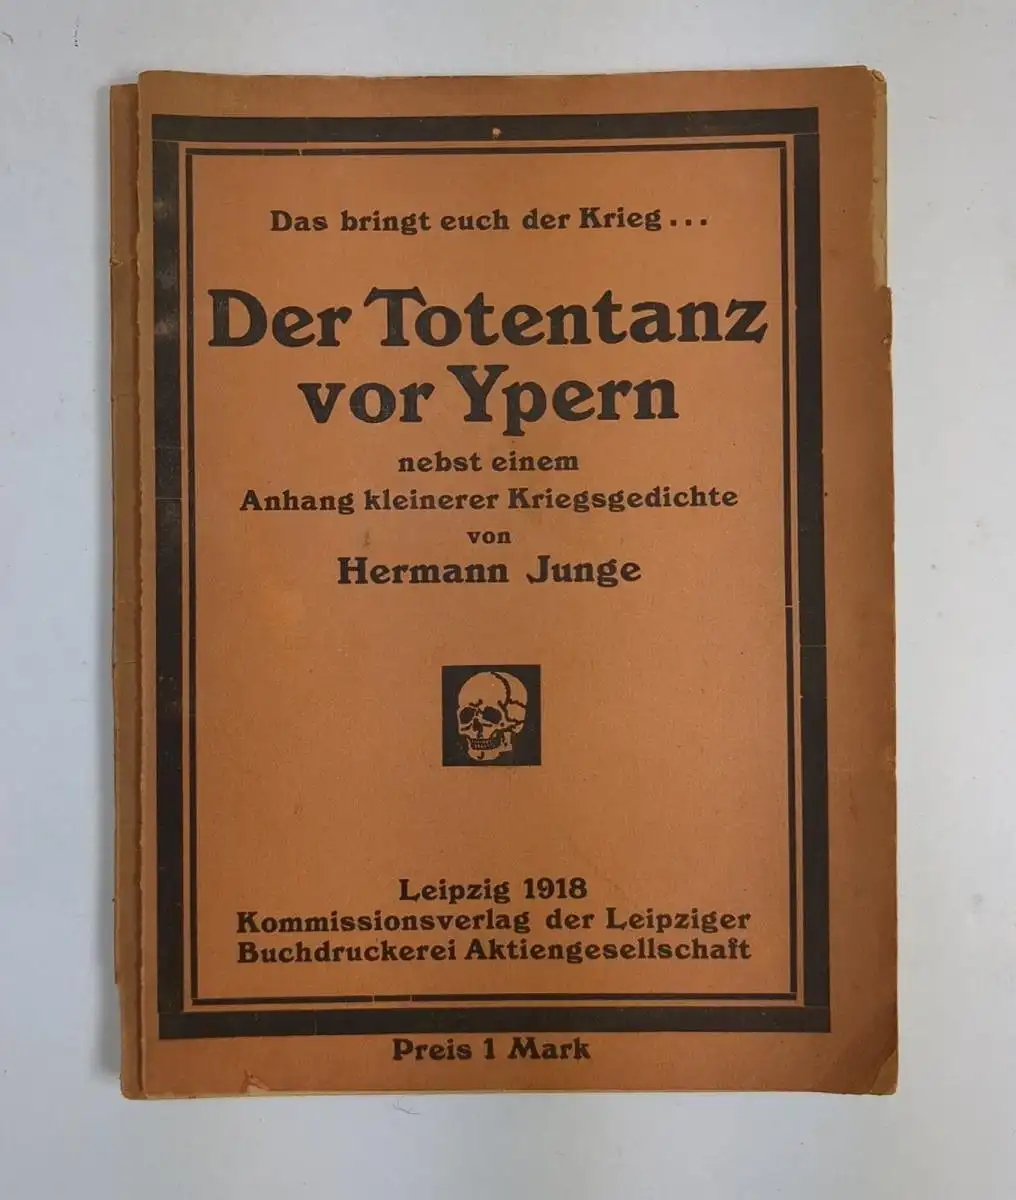 Das bringt euch der Krieg...
Der Totentanz
vor Ypern
nebst einem
Anhang kleinerer Kriegsgedichte
von
Hermann Junge
Leipzig 1918
Kommissionsverlag der Leipziger
Buchdruckerei Aktiengesellschaft
Preis 1 Mark